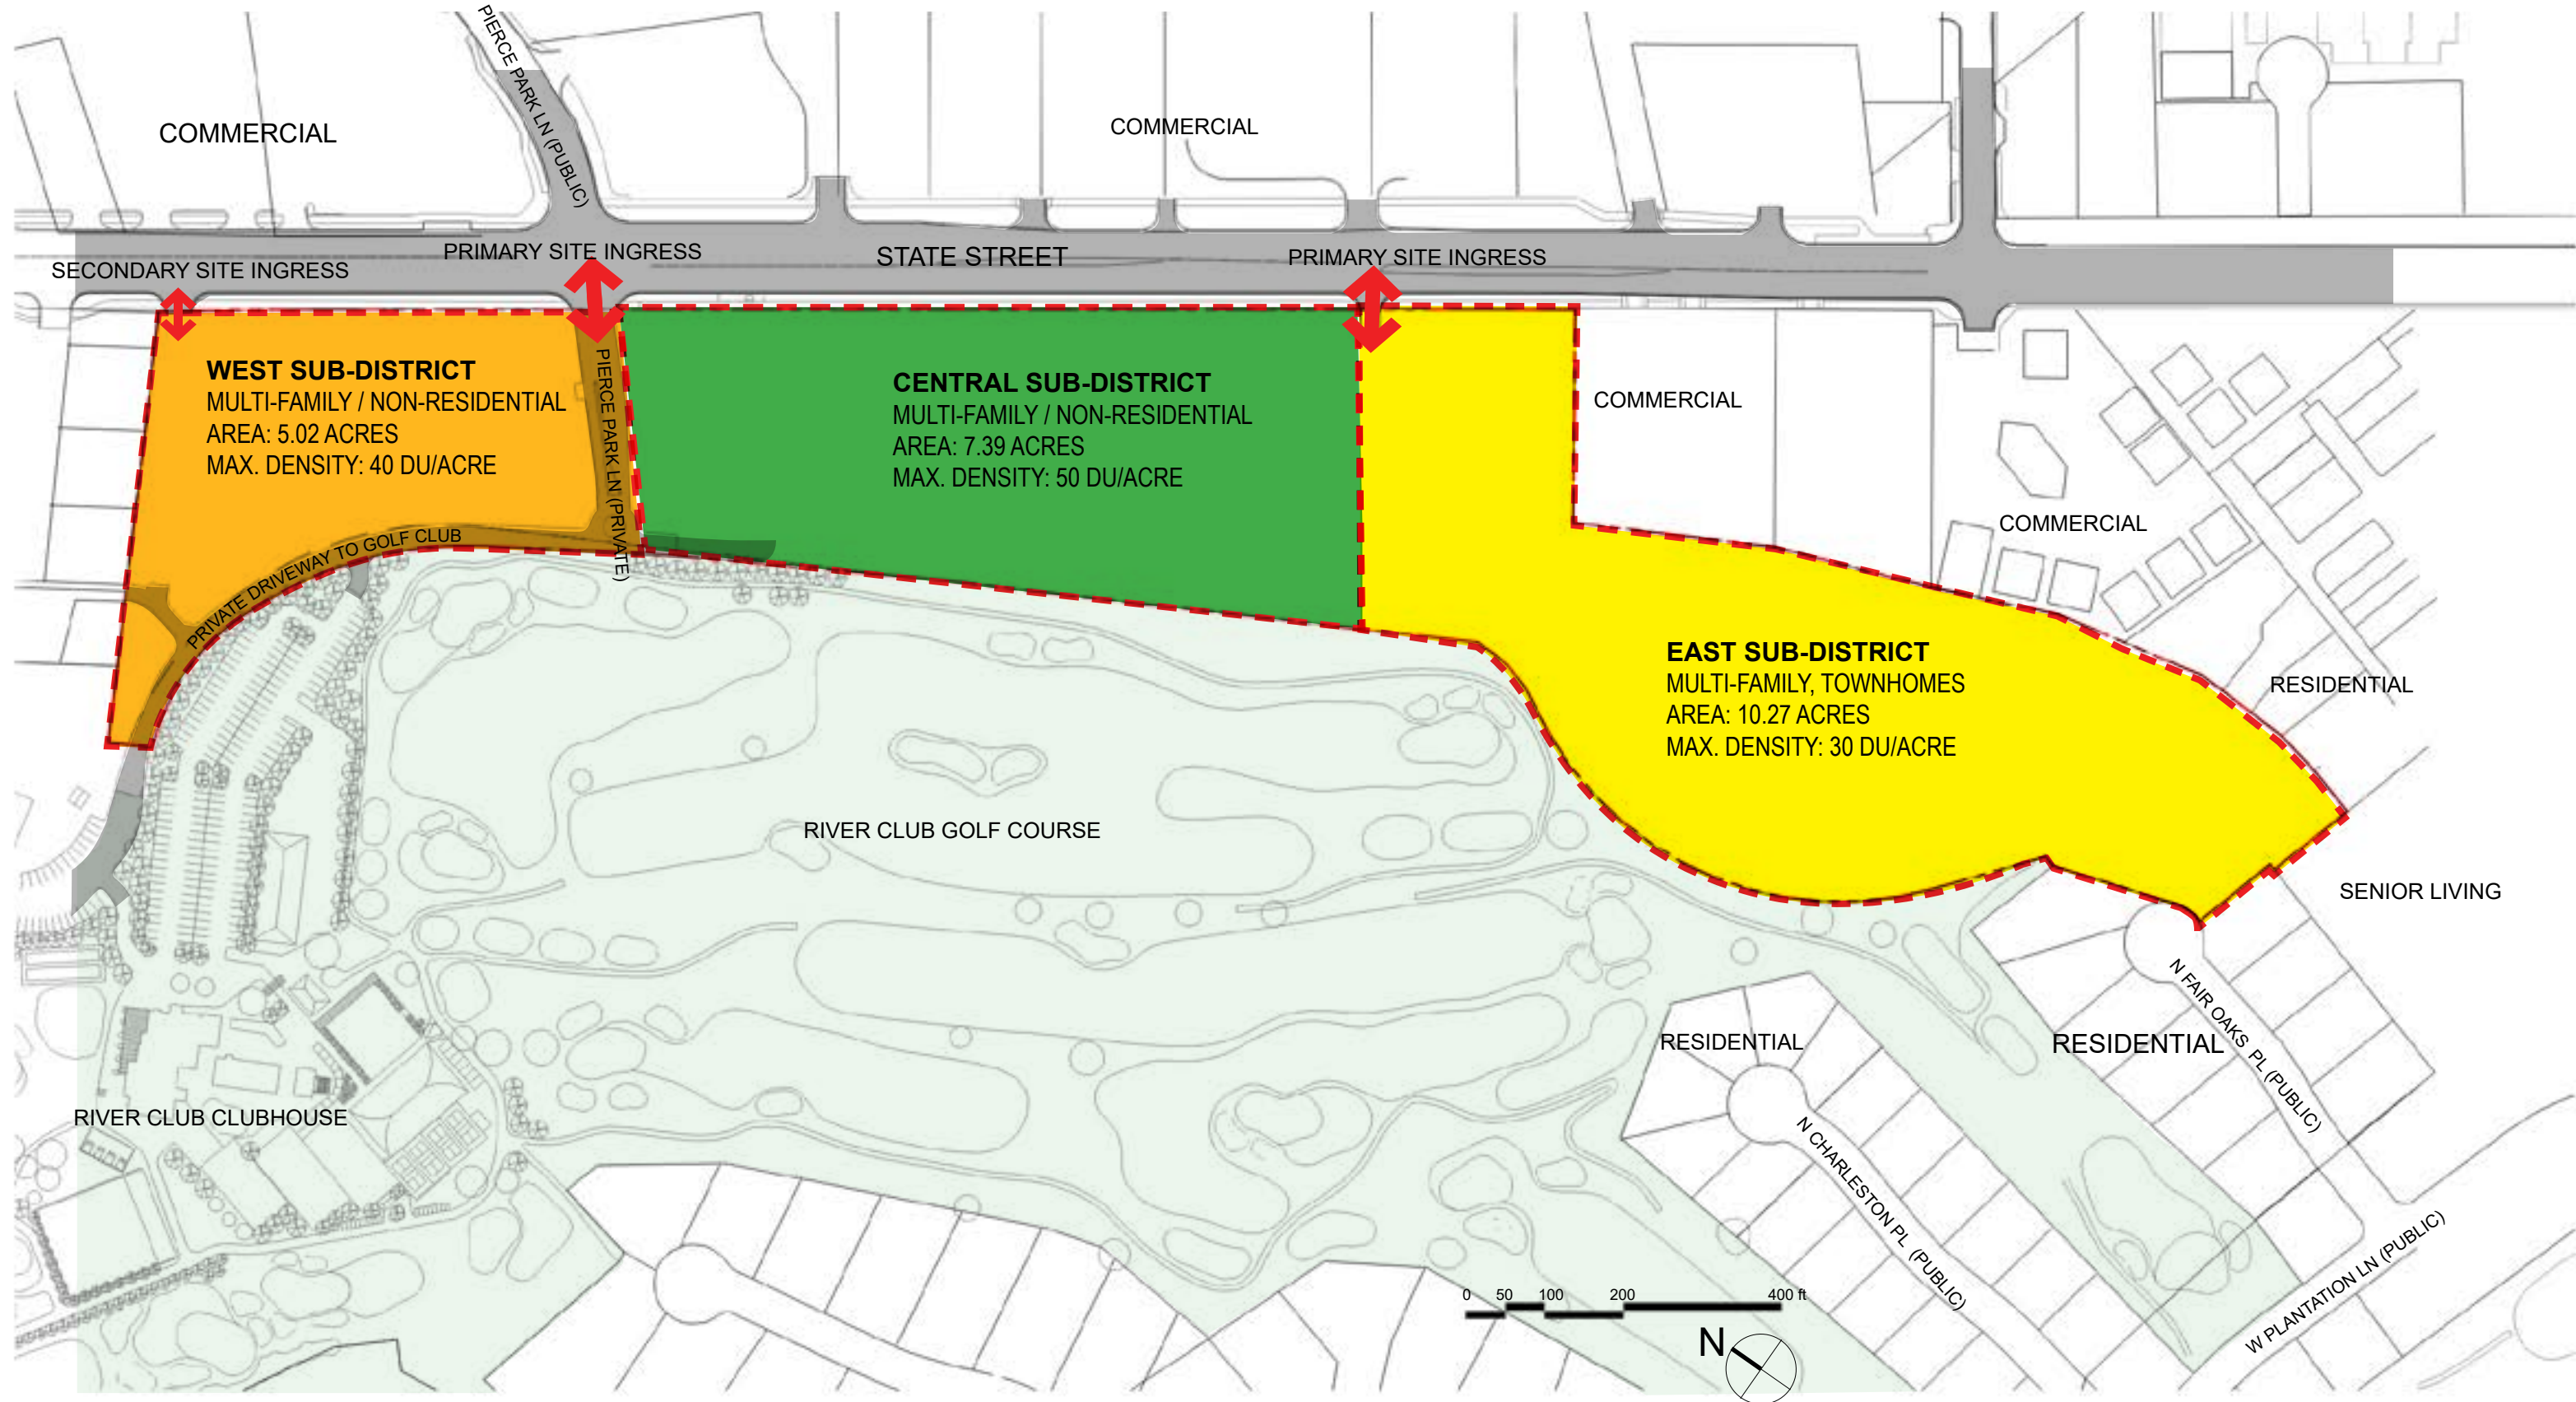 PIERCE PARK LN (PUBLIC)
COMMERCIAL
COMMERCIAL
SECONDARY SITE INGRESS
PRIMARY SITE INGRESS
STATE STREET
PRIMARY SITE INGRESS
WEST SUB-DISTRICT
MULTI-FAMILY / NON-RESIDENTIAL
AREA: 5.02 ACRES
MAX. DENSITY: 40 DU/ACRE
PIERCE PARK LN (PRIVATE)
PRIVATE DRIVEWAY TO GOLF CLUB
CENTRAL SUB-DISTRICT
MULTI-FAMILY / NON-RESIDENTIAL
AREA: 7.39 ACRES
MAX. DENSITY: 50 DU/ACRE
COMMERCIAL
COMMERCIAL
EAST SUB-DISTRICT
MULTI-FAMILY, TOWNHOMES
AREA: 10.27 ACRES
MAX. DENSITY: 30 DU/ACRE
RESIDENTIAL
RIVER CLUB GOLF COURSE
SENIOR LIVING
RESIDENTIAL
RESIDENTIAL
N FAIR OAKS PL (PUBLIC)
RIVER CLUB CLUBHOUSE
N CHARLESTON PL (PUBLIC)
W PLANTATION LN (PUBLIC)
0 50 100 200 400 ft
N